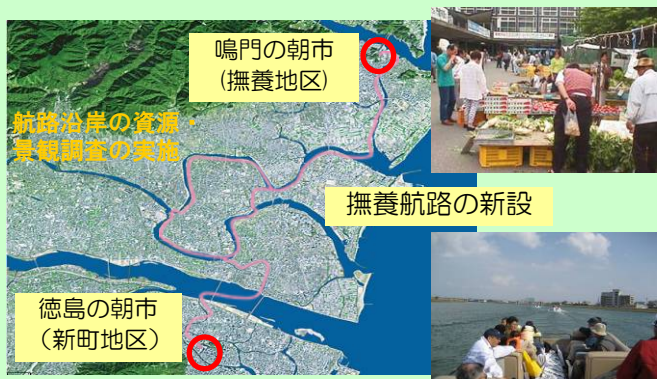 鳴門の朝市
(撫養地区)
航路沿岸の資源・
景観調査の実施
撫養航路の新設
徳島の朝市
（新町地区）